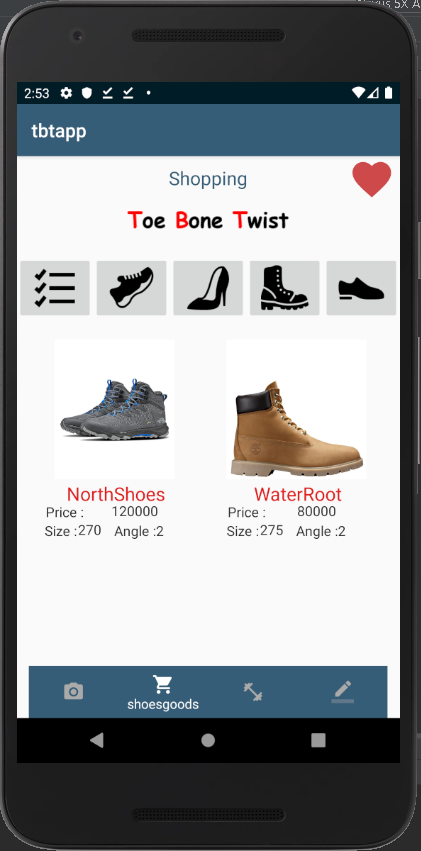 2:53
tbtapp
Shopping
Toe Bone Twist
NorthShoes
Price : 120000
Size :270 Angle :2
WaterRoot
Price : 80000
Size :275 Angle :2
shoesgoods